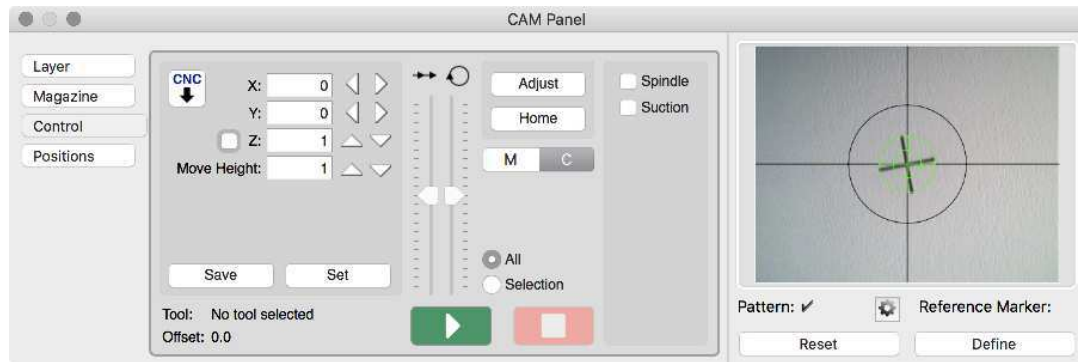 CAM Panel
Layer
Magazine
Control
Positions
CNC
X: 0
Y: 0
Z: 1
Move Height: 1
Save Set
Tool: No tool selected
Offset: 0.0
Adjust
Home
M C
All
Selection
Spindle
Suction
Pattern: ✔ Reference Marker:
Reset Define